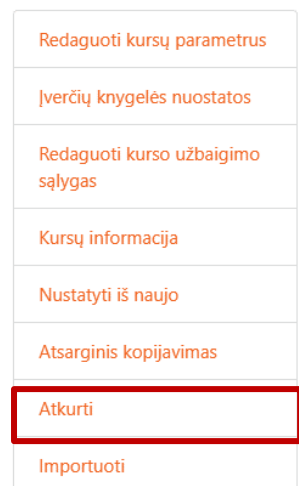 Redaguoti kursų parametrus
Įverčių knygelės nuostatos
Redaguoti kurso užbaigimo
sąlygas
Kursų informacija
Nustatyti iš naujo
Atsarginis kopijavimas
Atkurti
Importuoti